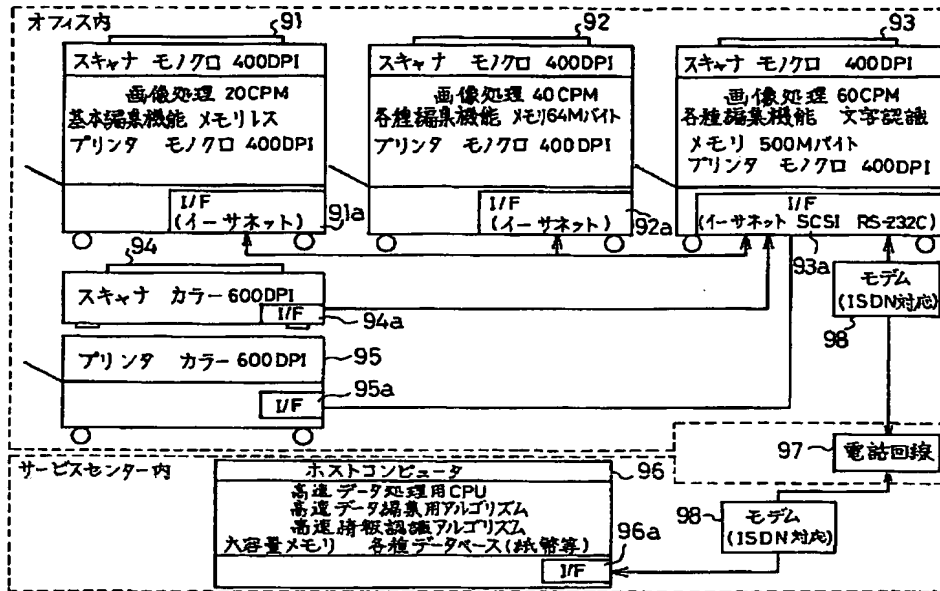 オフィス内
91
スキャナ モノクロ 400DPI
画像処理 20CPM
基本編集機能 メモリレス
プリンタ モノクロ 400DPI
I/F
(イーサネット)
91a
92
スキャナ モノクロ 400DPI
画像処理 40CPM
各種編集機能 メモリ64Mバイト
プリンタ モノクロ 400DPI
I/F
(イーサネット)
92a
93
スキャナ モノクロ 400DPI
画像処理 60CPM
各種編集機能 文字認識
メモリ 500Mバイト
プリンタ モノクロ 400DPI
I/F
(イーサネット SCSI RS-232C)
93a
94
スキャナ カラー 600DPI
I/F
94a
モデム
(ISDN対応)
98
プリンタ カラー 600DPI
95
I/F
95a
97
電話回線
サービスセンター内
ホストコンピュータ
96
高速データ処理用CPU
高速データ編集用アルゴリズム
高速情報認識アルゴリズム
大容量メモリ 各種データベース(紙幣等)
I/F
96a
98
モデム
(ISDN対応)